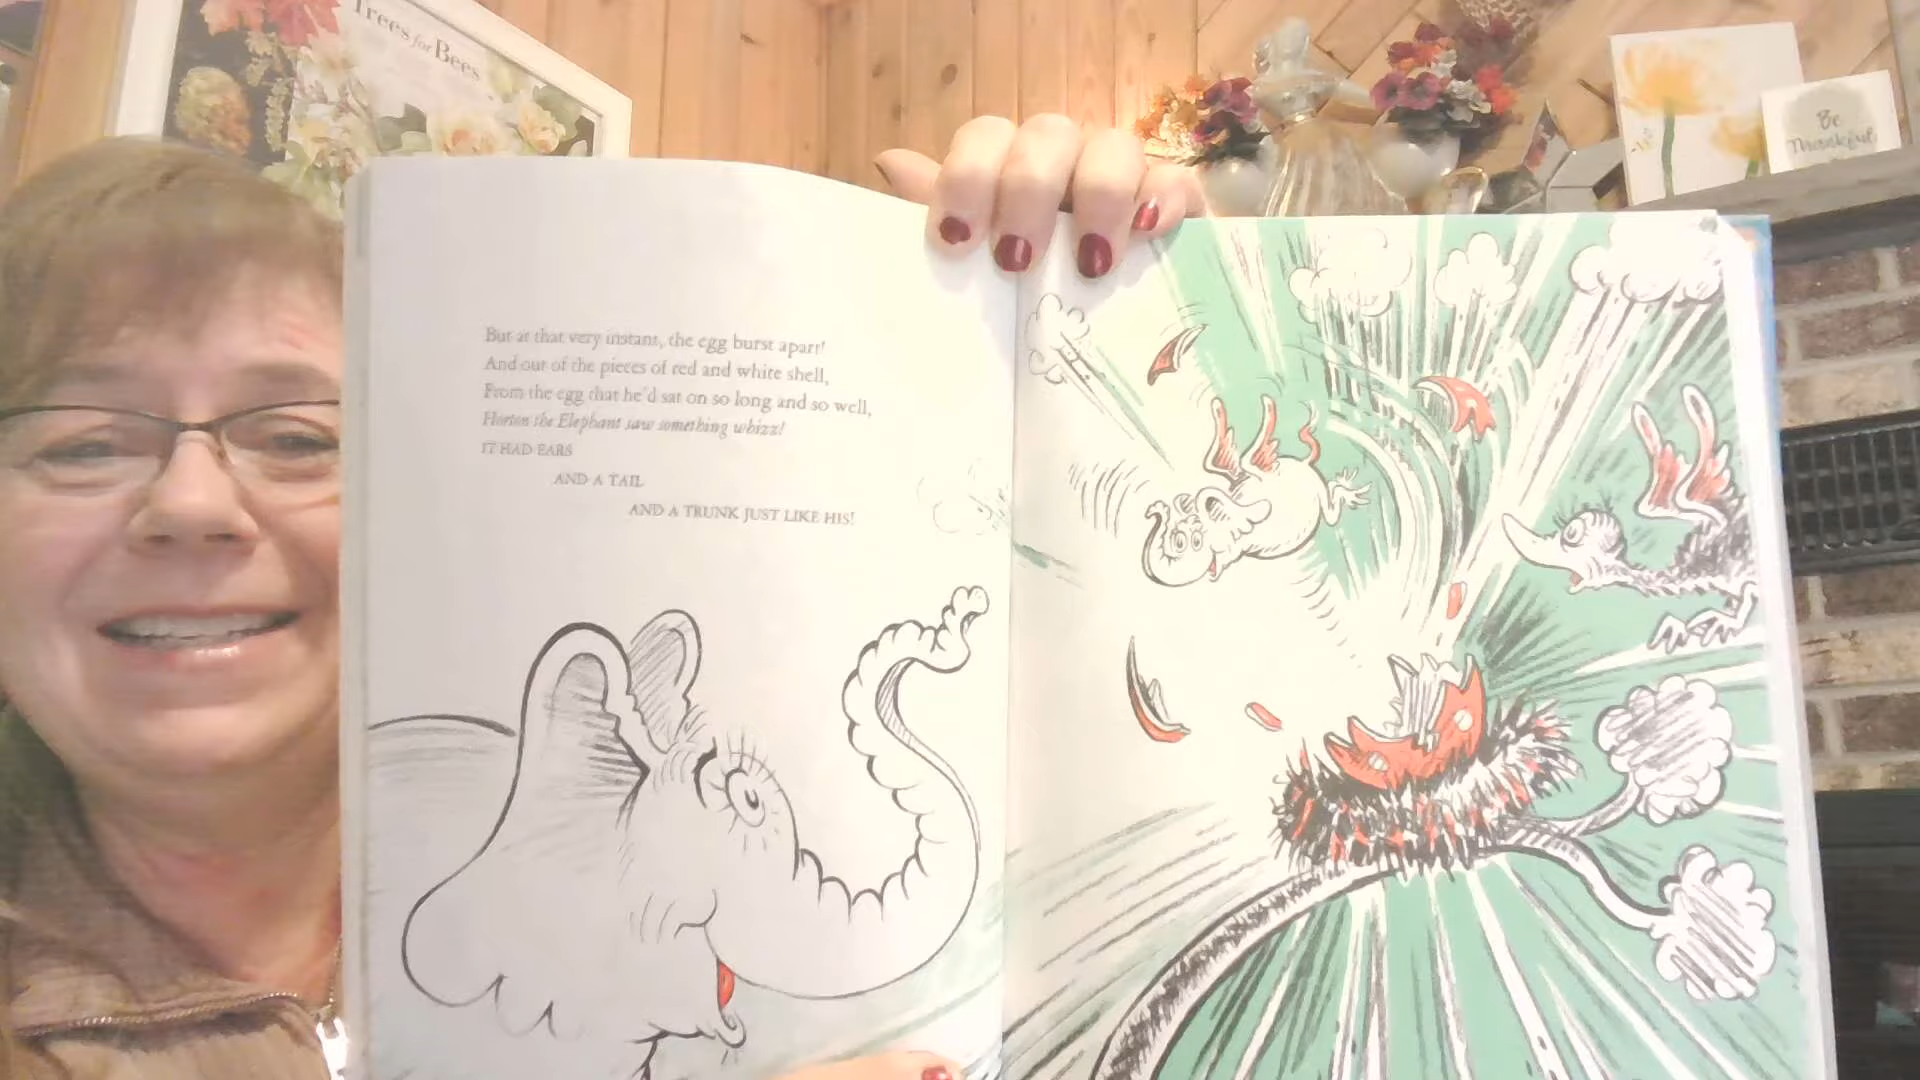 Trees for Bees
Be
Thankful
But at that very instant, the egg burst apart!
And out of the pieces of red and white shell,
From the egg that he'd sat on so long and so well,
Horton the Elephant saw something whizz!
IT HAD EARS
AND A TAIL
AND A TRUNK JUST LIKE HIS!